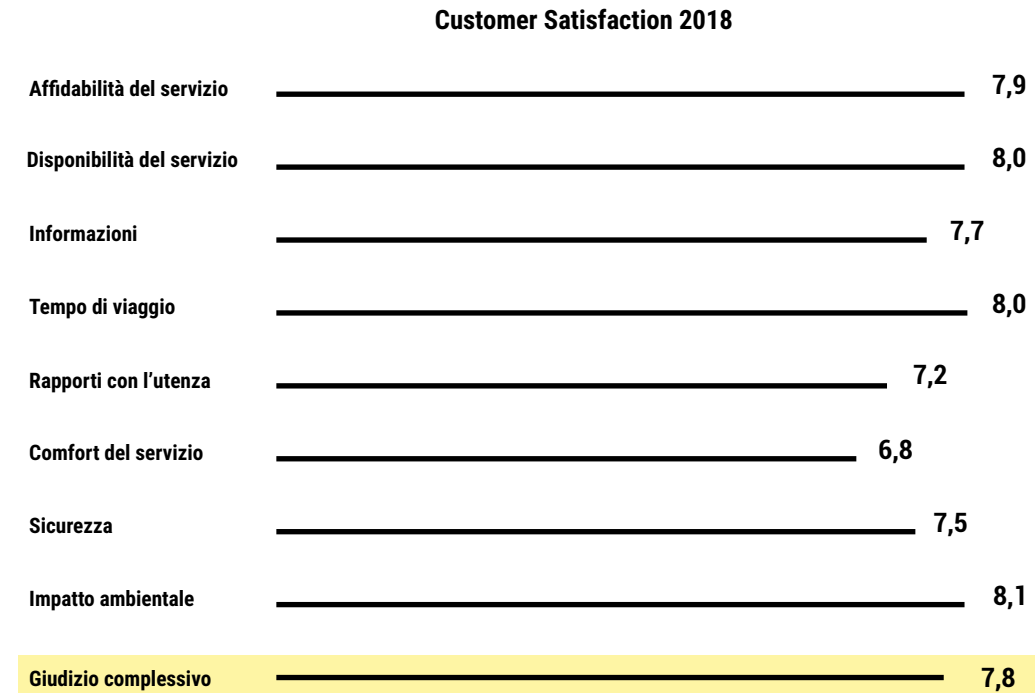 Customer Satisfaction 2018
Affidabilità del servizio 7,9
Disponibilità del servizio 8,0
Informazioni 7,7
Tempo di viaggio 8,0
Rapporti con l’utenza 7,2
Comfort del servizio 6,8
Sicurezza 7,5
Impatto ambientale 8,1
Giudizio complessivo 7,8